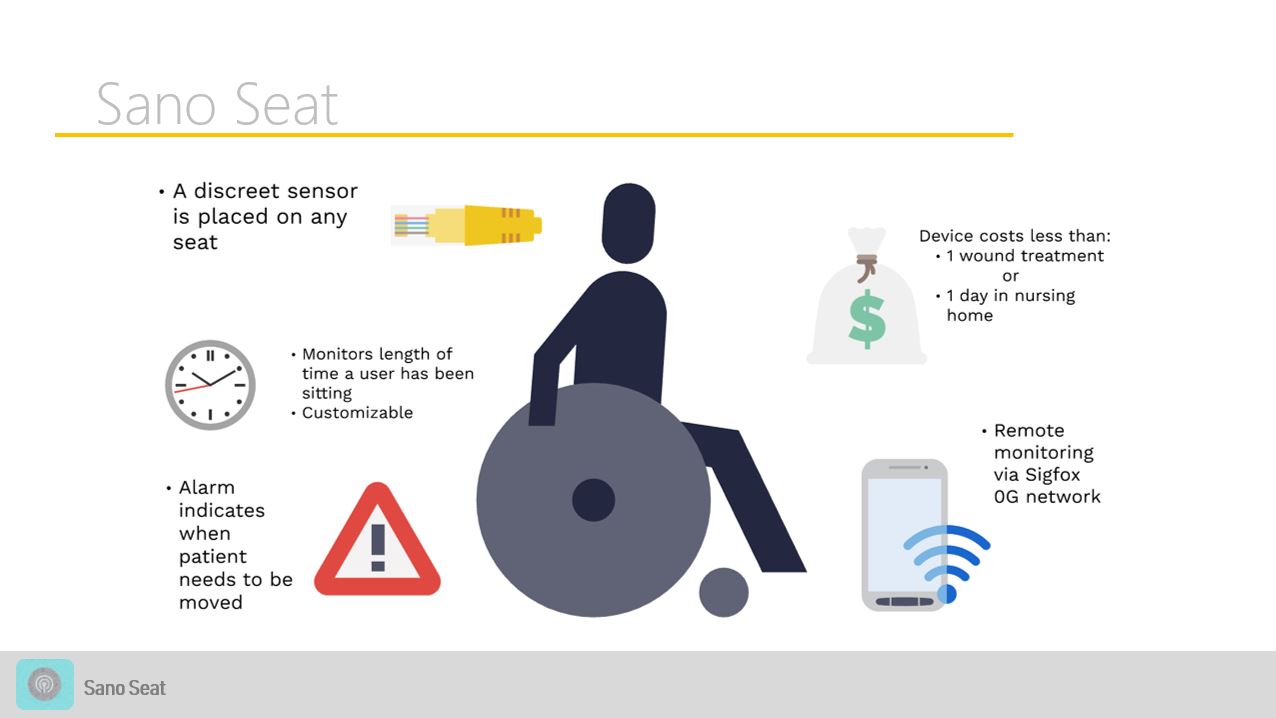 Sano Seat
• A discreet sensor
is placed on any
seat
• Monitors length of
time a user has been
sitting
• Customizable
• Alarm
indicates
when
patient
needs to be
moved
Device costs less than:
• 1 wound treatment
or
• 1 day in nursing
home
$
• Remote
monitoring
via Sigfox
0G network
Sano Seat